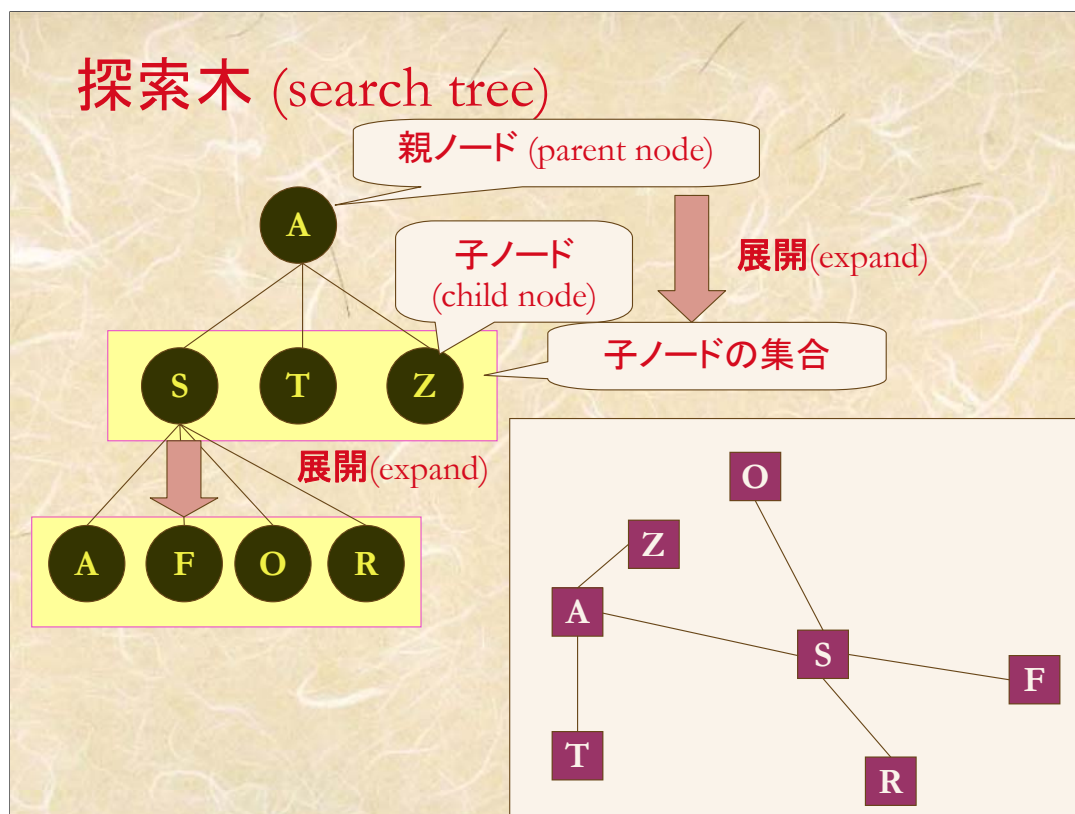 探索木 (search tree)
親ノード (parent node)
A
子ノード
(child node)
展開(expand)
子ノードの集合
S T Z
展開(expand)
A F O R
O
Z
A
S
F
T
R